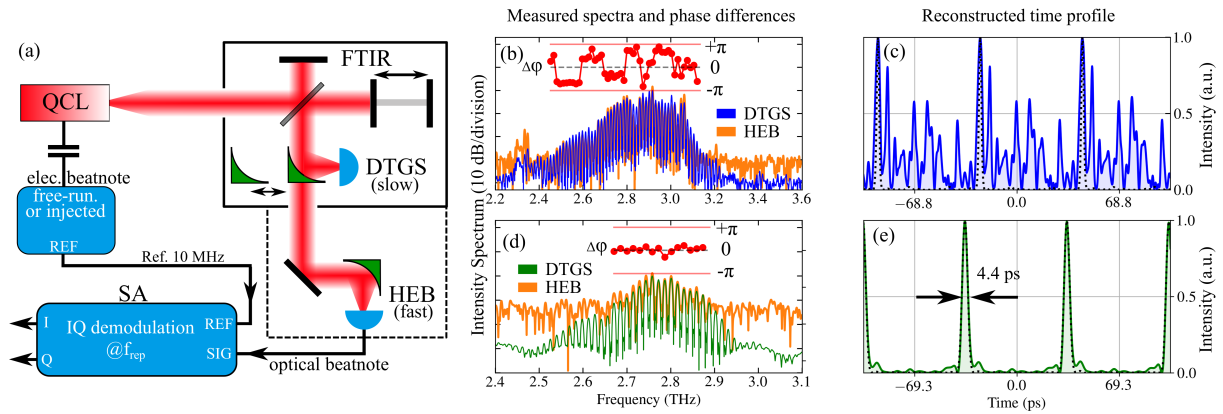 Measured spectra and phase differences
Reconstructed time profile
(a)
FTIR
QCL
DTGS
(slow)
elec. beatnote
free-run.
or injected
REF
Ref. 10 MHz
SA
I
Q
IQ demodulation
@f_rep
REF
SIG
HEB
(fast)
optical beatnote
Intensity Spectrum (10 dB/division)
(b)
Δφ
+π
0
-π
DTGS
HEB
2.2 2.4 2.6 2.8 3.0 3.2 3.4 3.6
(c)
1.0
0.5
0.0
Intensity (a.u.)
−68.8 0.0 68.8
(d)
Δφ
+π
0
-π
DTGS
HEB
2.4 2.5 2.6 2.7 2.8 2.9 3.0 3.1
Frequency (THz)
(e)
4.4 ps
1.0
0.5
0.0
Intensity (a.u.)
−69.3 0.0 69.3
Time (ps)